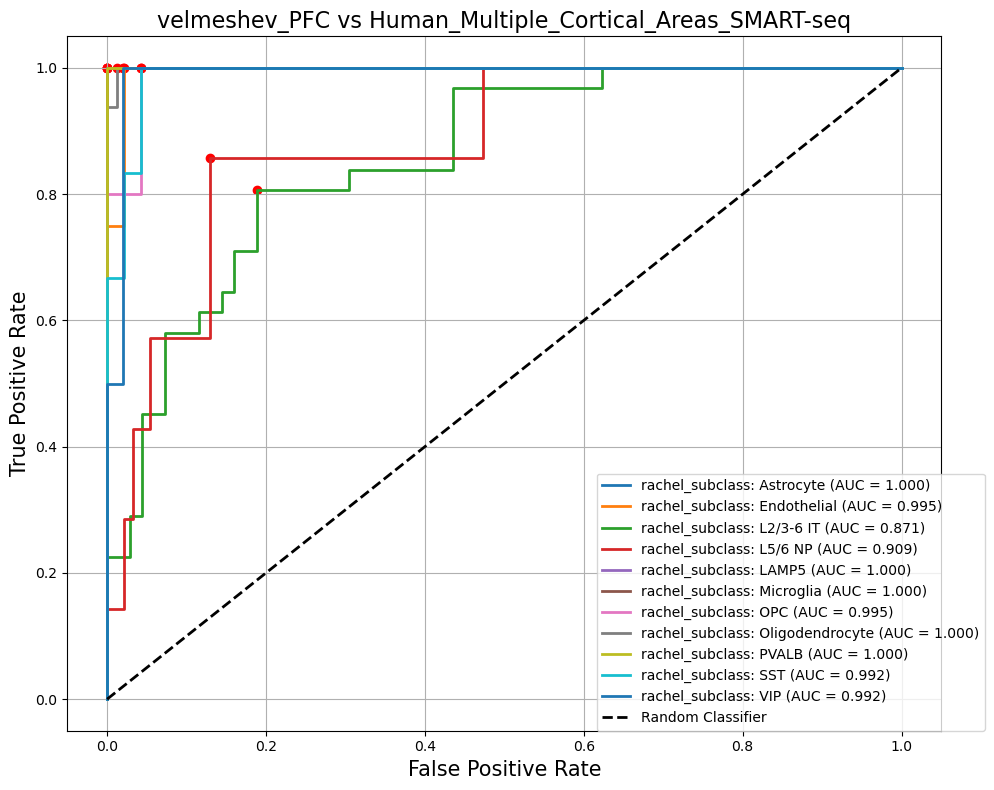 velmeshev_PFC vs Human_Multiple_Cortical_Areas_SMART-seq
True Positive Rate
1.0
0.8
0.6
0.4
0.2
0.0
rachel_subclass: Astrocyte (AUC = 1.000)
rachel_subclass: Endothelial (AUC = 0.995)
rachel_subclass: L2/3-6 IT (AUC = 0.871)
rachel_subclass: L5/6 NP (AUC = 0.909)
rachel_subclass: LAMP5 (AUC = 1.000)
rachel_subclass: Microglia (AUC = 1.000)
rachel_subclass: OPC (AUC = 0.995)
rachel_subclass: Oligodendrocyte (AUC = 1.000)
rachel_subclass: PVALB (AUC = 1.000)
rachel_subclass: SST (AUC = 0.992)
rachel_subclass: VIP (AUC = 0.992)
Random Classifier
0.0 0.2 0.4 0.6 0.8 1.0
False Positive Rate